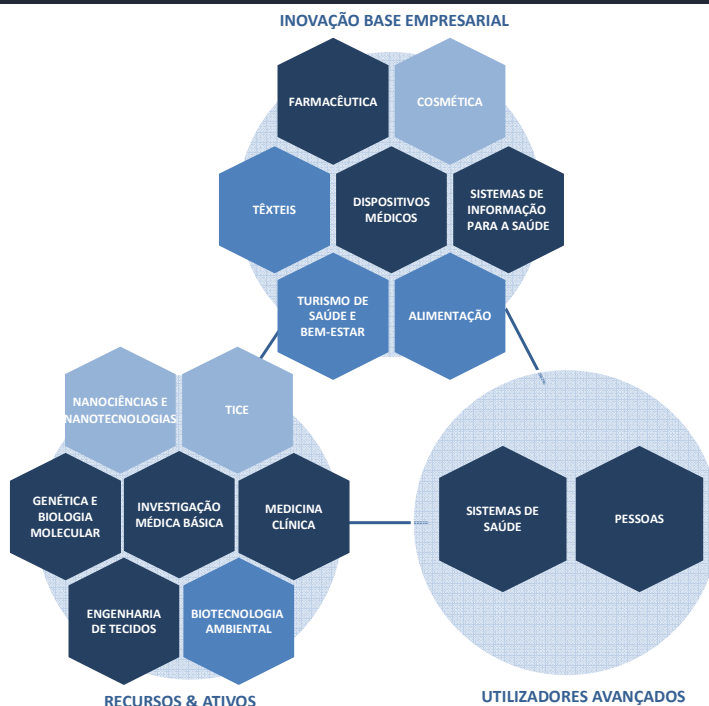 INOVAÇÃO BASE EMPRESARIAL
FARMACÊUTICA
COSMÉTICA
TÊXTEIS
DISPOSITIVOS
MÉDICOS
SISTEMAS DE
INFORMAÇÃO
PARA A SAÚDE
TURISMO DE
SAÚDE E
BEM-ESTAR
ALIMENTAÇÃO
NANOCIÊNCIAS E
NANOTECNOLOGIAS
TICE
GENÉTICA E
BIOLOGIA
MOLECULAR
INVESTIGAÇÃO
MÉDICA BÁSICA
MEDICINA
CLÍNICA
ENGENHARIA
DE TECIDOS
BIOTECNOLOGIA
AMBIENTAL
RECURSOS & ATIVOS
SISTEMAS DE
SAÚDE
PESSOAS
UTILIZADORES AVANÇADOS